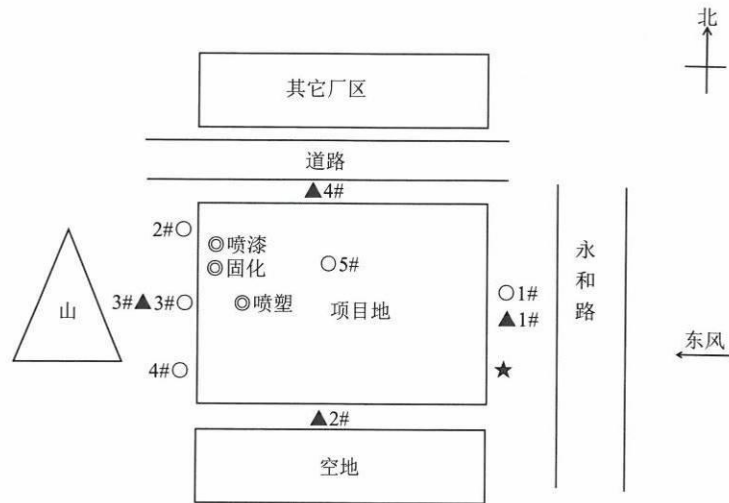 北
其它厂区
道路
▲4#
2#○
◎喷漆
◎固化
○5#
永和路
山
3#▲3#○
◎喷塑
项目地
○1#
▲1#
东风
4#○
★
▲2#
空地